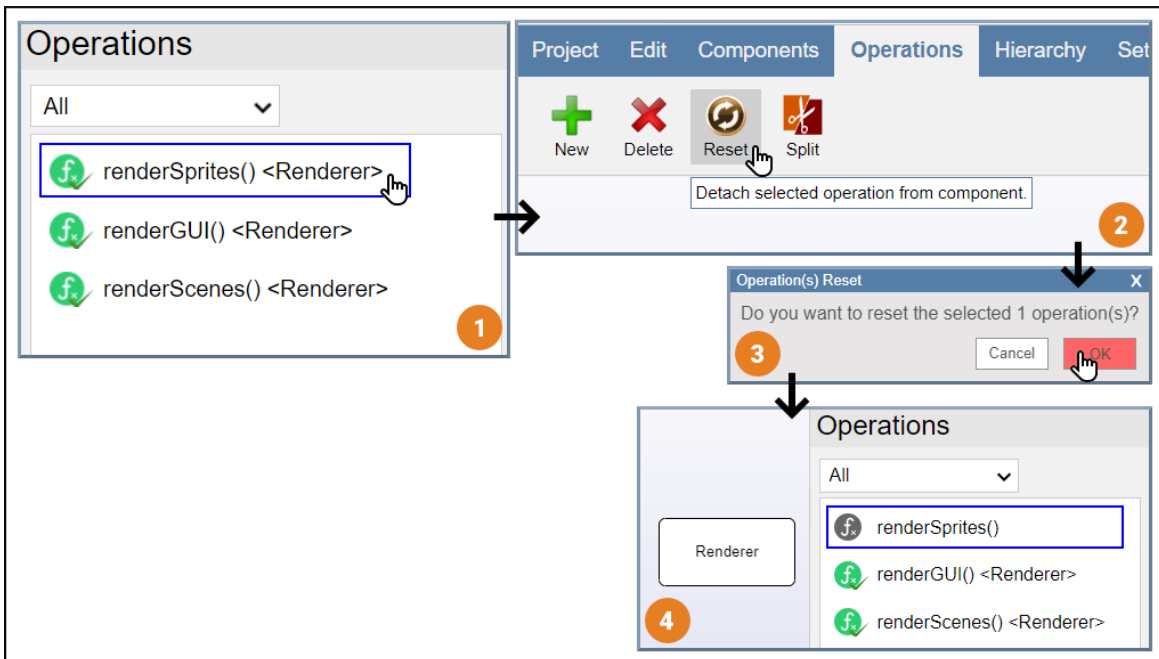 Operations
All
renderSprites() <Renderer>
renderGUI() <Renderer>
renderScenes() <Renderer>
1
Project Edit Components Operations Hierarchy Set
New Delete Reset Split
Detach selected operation from component.
2
Operation(s) Reset X
Do you want to reset the selected 1 operation(s)?
Cancel OK
3
Operations
All
renderSprites()
Renderer
renderGUI() <Renderer>
renderScenes() <Renderer>
4